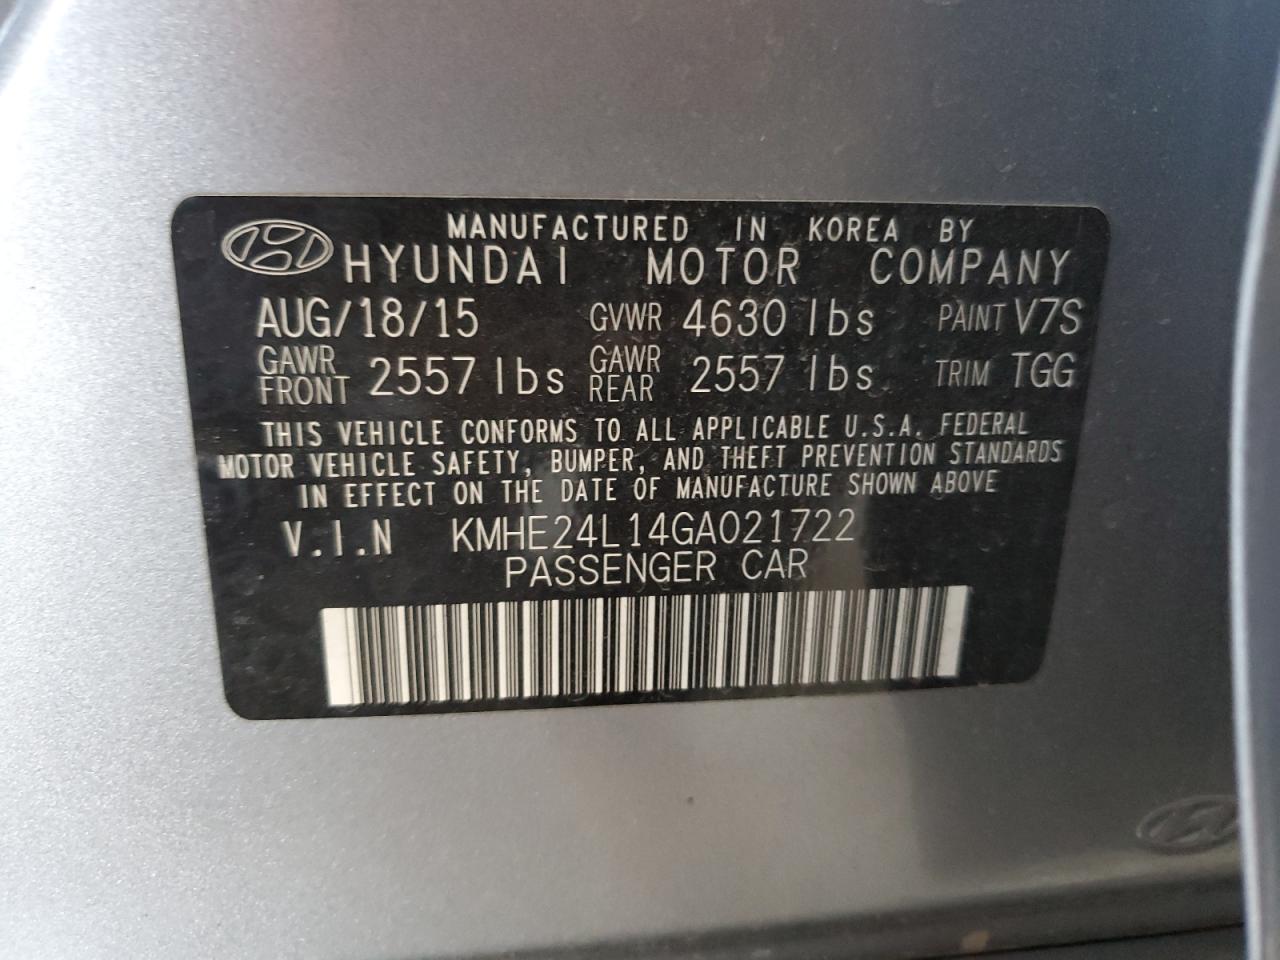 MANUFACTURED IN KOREA BY
HYUNDAI MOTOR COMPANY
AUG/18/15 GVWR 4630 lbs PAINT V7S
GAWR FRONT 2557 lbs GAWR REAR 2557 lbs TRIM TGG
THIS VEHICLE CONFORMS TO ALL APPLICABLE U.S.A. FEDERAL
MOTOR VEHICLE SAFETY, BUMPER, AND THEFT PREVENTION STANDARDS
IN EFFECT ON THE DATE OF MANUFACTURE SHOWN ABOVE
V.I.N KMHE24L14GA021722
PASSENGER CAR